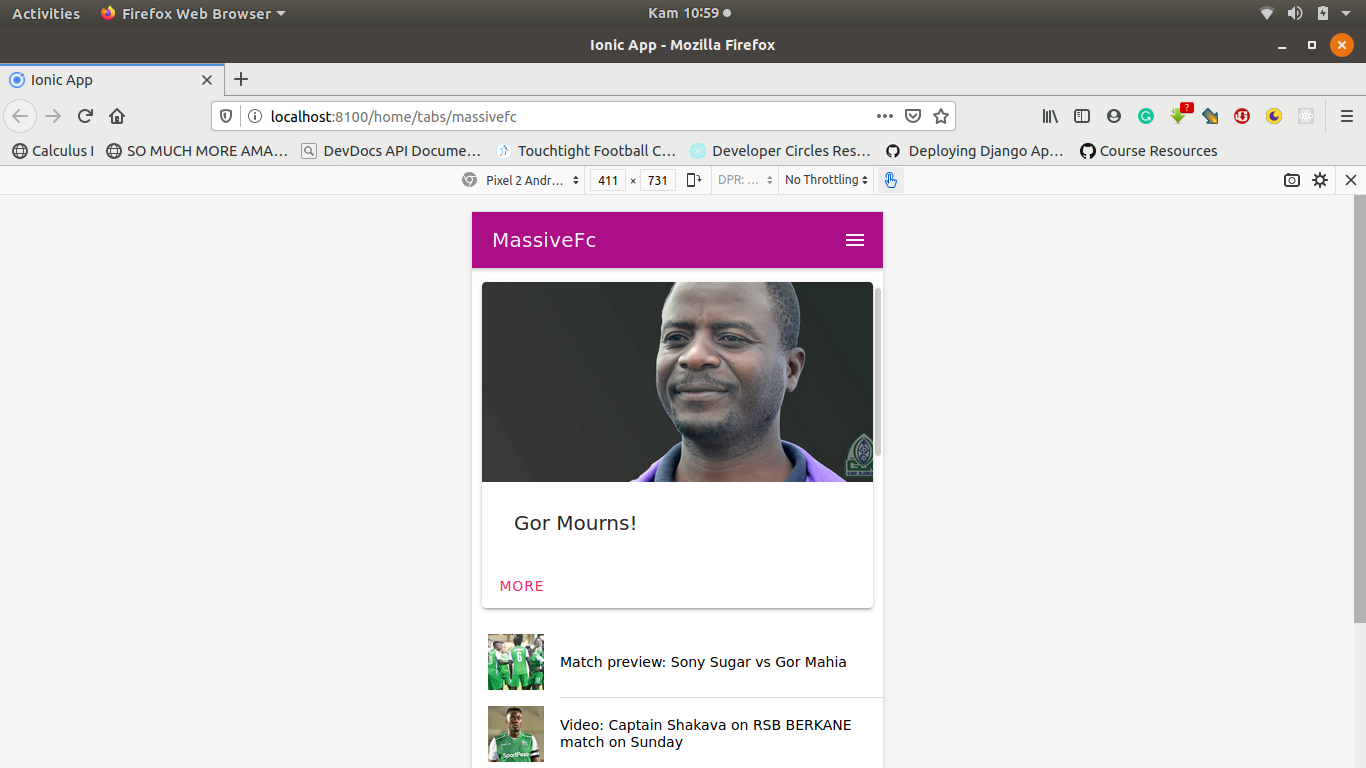 Activities
Firefox Web Browser
Kam 10:59
Ionic App - Mozilla Firefox
Ionic App
localhost:8100/home/tabs/massivefc
Calculus I
SO MUCH MORE AMA...
DevDocs API Docume...
Touchtight Football C...
Developer Circles Res...
Deploying Django Ap...
Course Resources
Pixel 2 Andr...
411 × 731
DPR: ...
No Throttling
MassiveFc
Gor Mourns!
MORE
6
Match preview: Sony Sugar vs Gor Mahia
SportPesa
Video: Captain Shakava on RSB BERKANE
match on Sunday